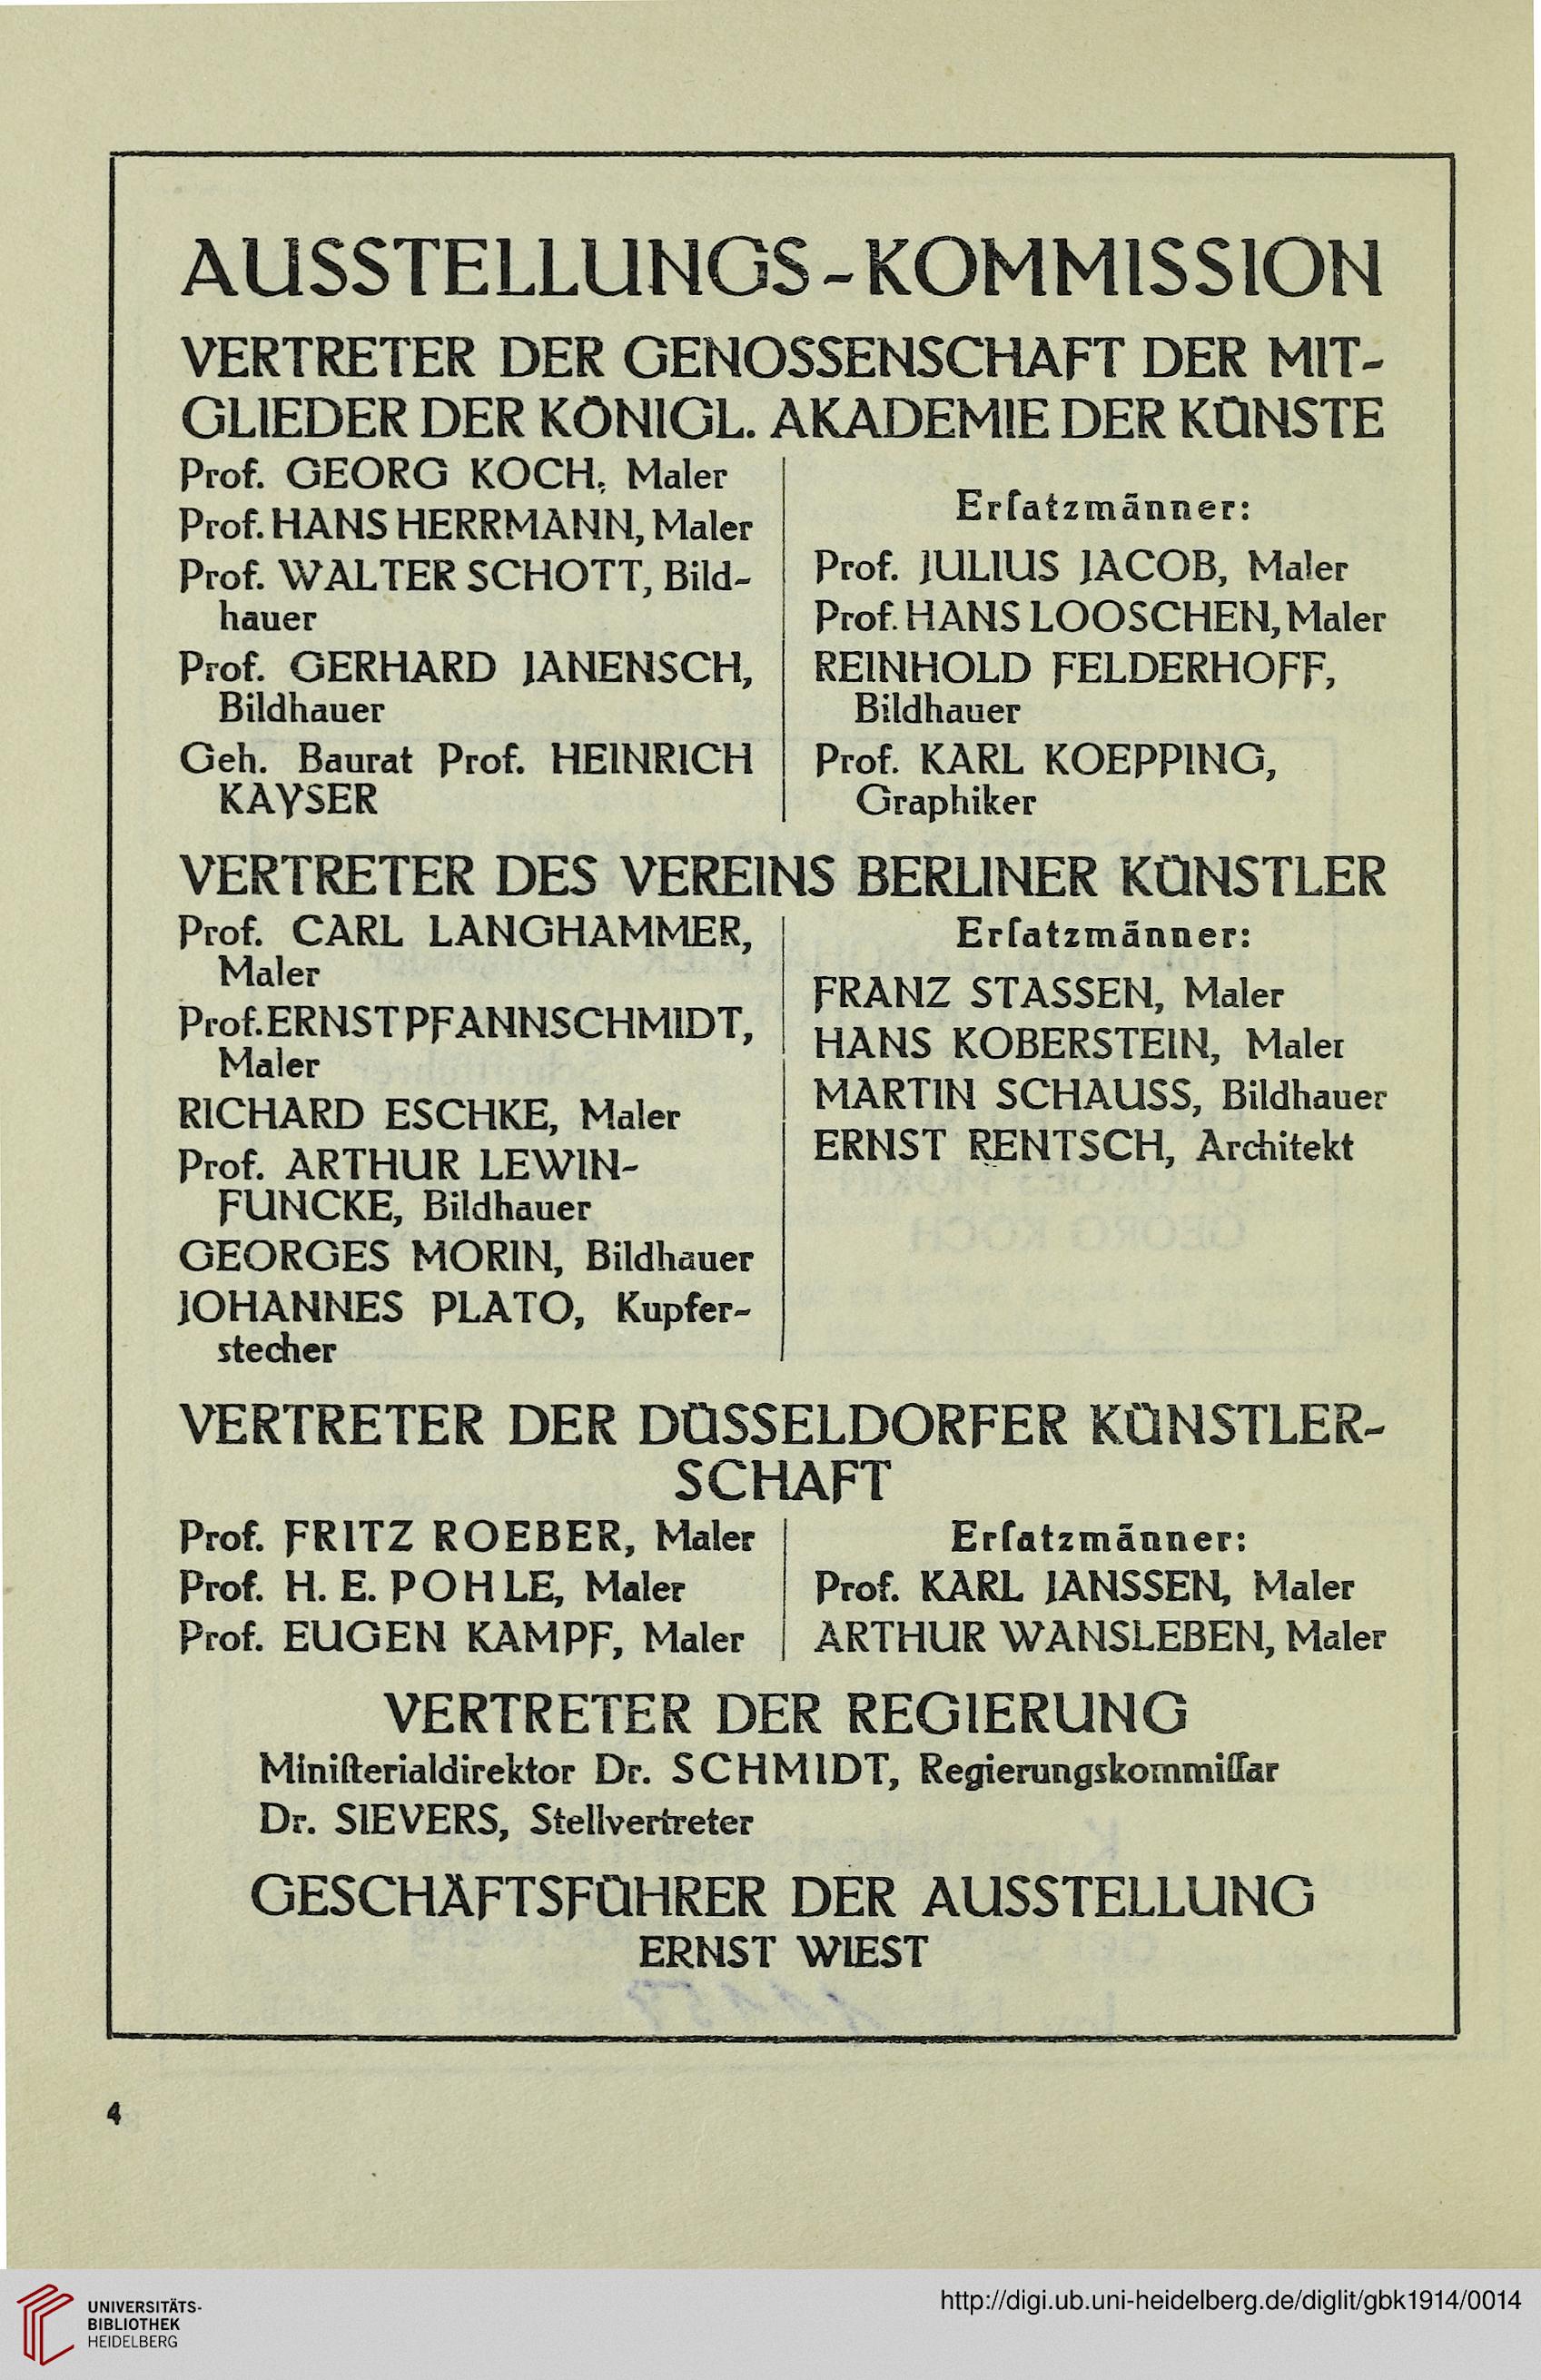 AUSSTELLUNGS-KOMMISSION
VERTRETER DER GENOSSENSCHAFT DER MIT-
GLIEDER DER KÖNIGL. AKADEMIE DER KÜNSTE
Prof. GEORG KOCH, Maler
Prof. HANS HERRMANN, Maler
Prof. WALTER SCHOTT, Bild-
hauer
Prof. GERHARD JANENSCH,
Bildhauer
Geh. Baurat Prof. HEINRICH
KAYSER
Erſatzmänner:
Prof. JULIUS JACOB, Maler
Prof. HANS LOOSCHEN, Maler
REINHOLD FELDERHOFF,
Bildhauer
Prof. KARL KOEPPING,
Graphiker
VERTRETER DES VEREINS BERLINER KÜNSTLER
Prof. CARL LANGHAMMER,
Maler
Prof. ERNST PFANNSCHMIDT,
Maler
RICHARD ESCHKE, Maler
Prof. ARTHUR LEWIN-
FUNCKE, Bildhauer
GEORGES MORIN, Bildhauer
JOHANNES PLATO, Kupfer-
stecher
Erſatzmänner:
FRANZ STASSEN, Maler
HANS KOBERSTEIN, Maler
MARTIN SCHAUSS, Bildhauer
ERNST RENTSCH, Architekt
VERTRETER DER DÜSSELDORFER KÜNSTLER-
SCHAFT
Prof. FRITZ ROEBER, Maler
Prof. H. E. POHLE, Maler
Prof. EUGEN KAMPF, Maler
Erſatzmänner:
Prof. KARL JANSSEN, Maler
ARTHUR WANSLEBEN, Maler
VERTRETER DER REGIERUNG
Miniſterialdirektor Dr. SCHMIDT, Regierungskommiſſar
Dr. SIEVERS, Stellvertreter
GESCHÄFTSFÜHRER DER AUSSTELLUNG
ERNST WIEST
4
UNIVERSITÄTS-
BIBLIOTHEK
HEIDELBERG
http://digi.ub.uni-heidelberg.de/diglit/gbk1914/0014